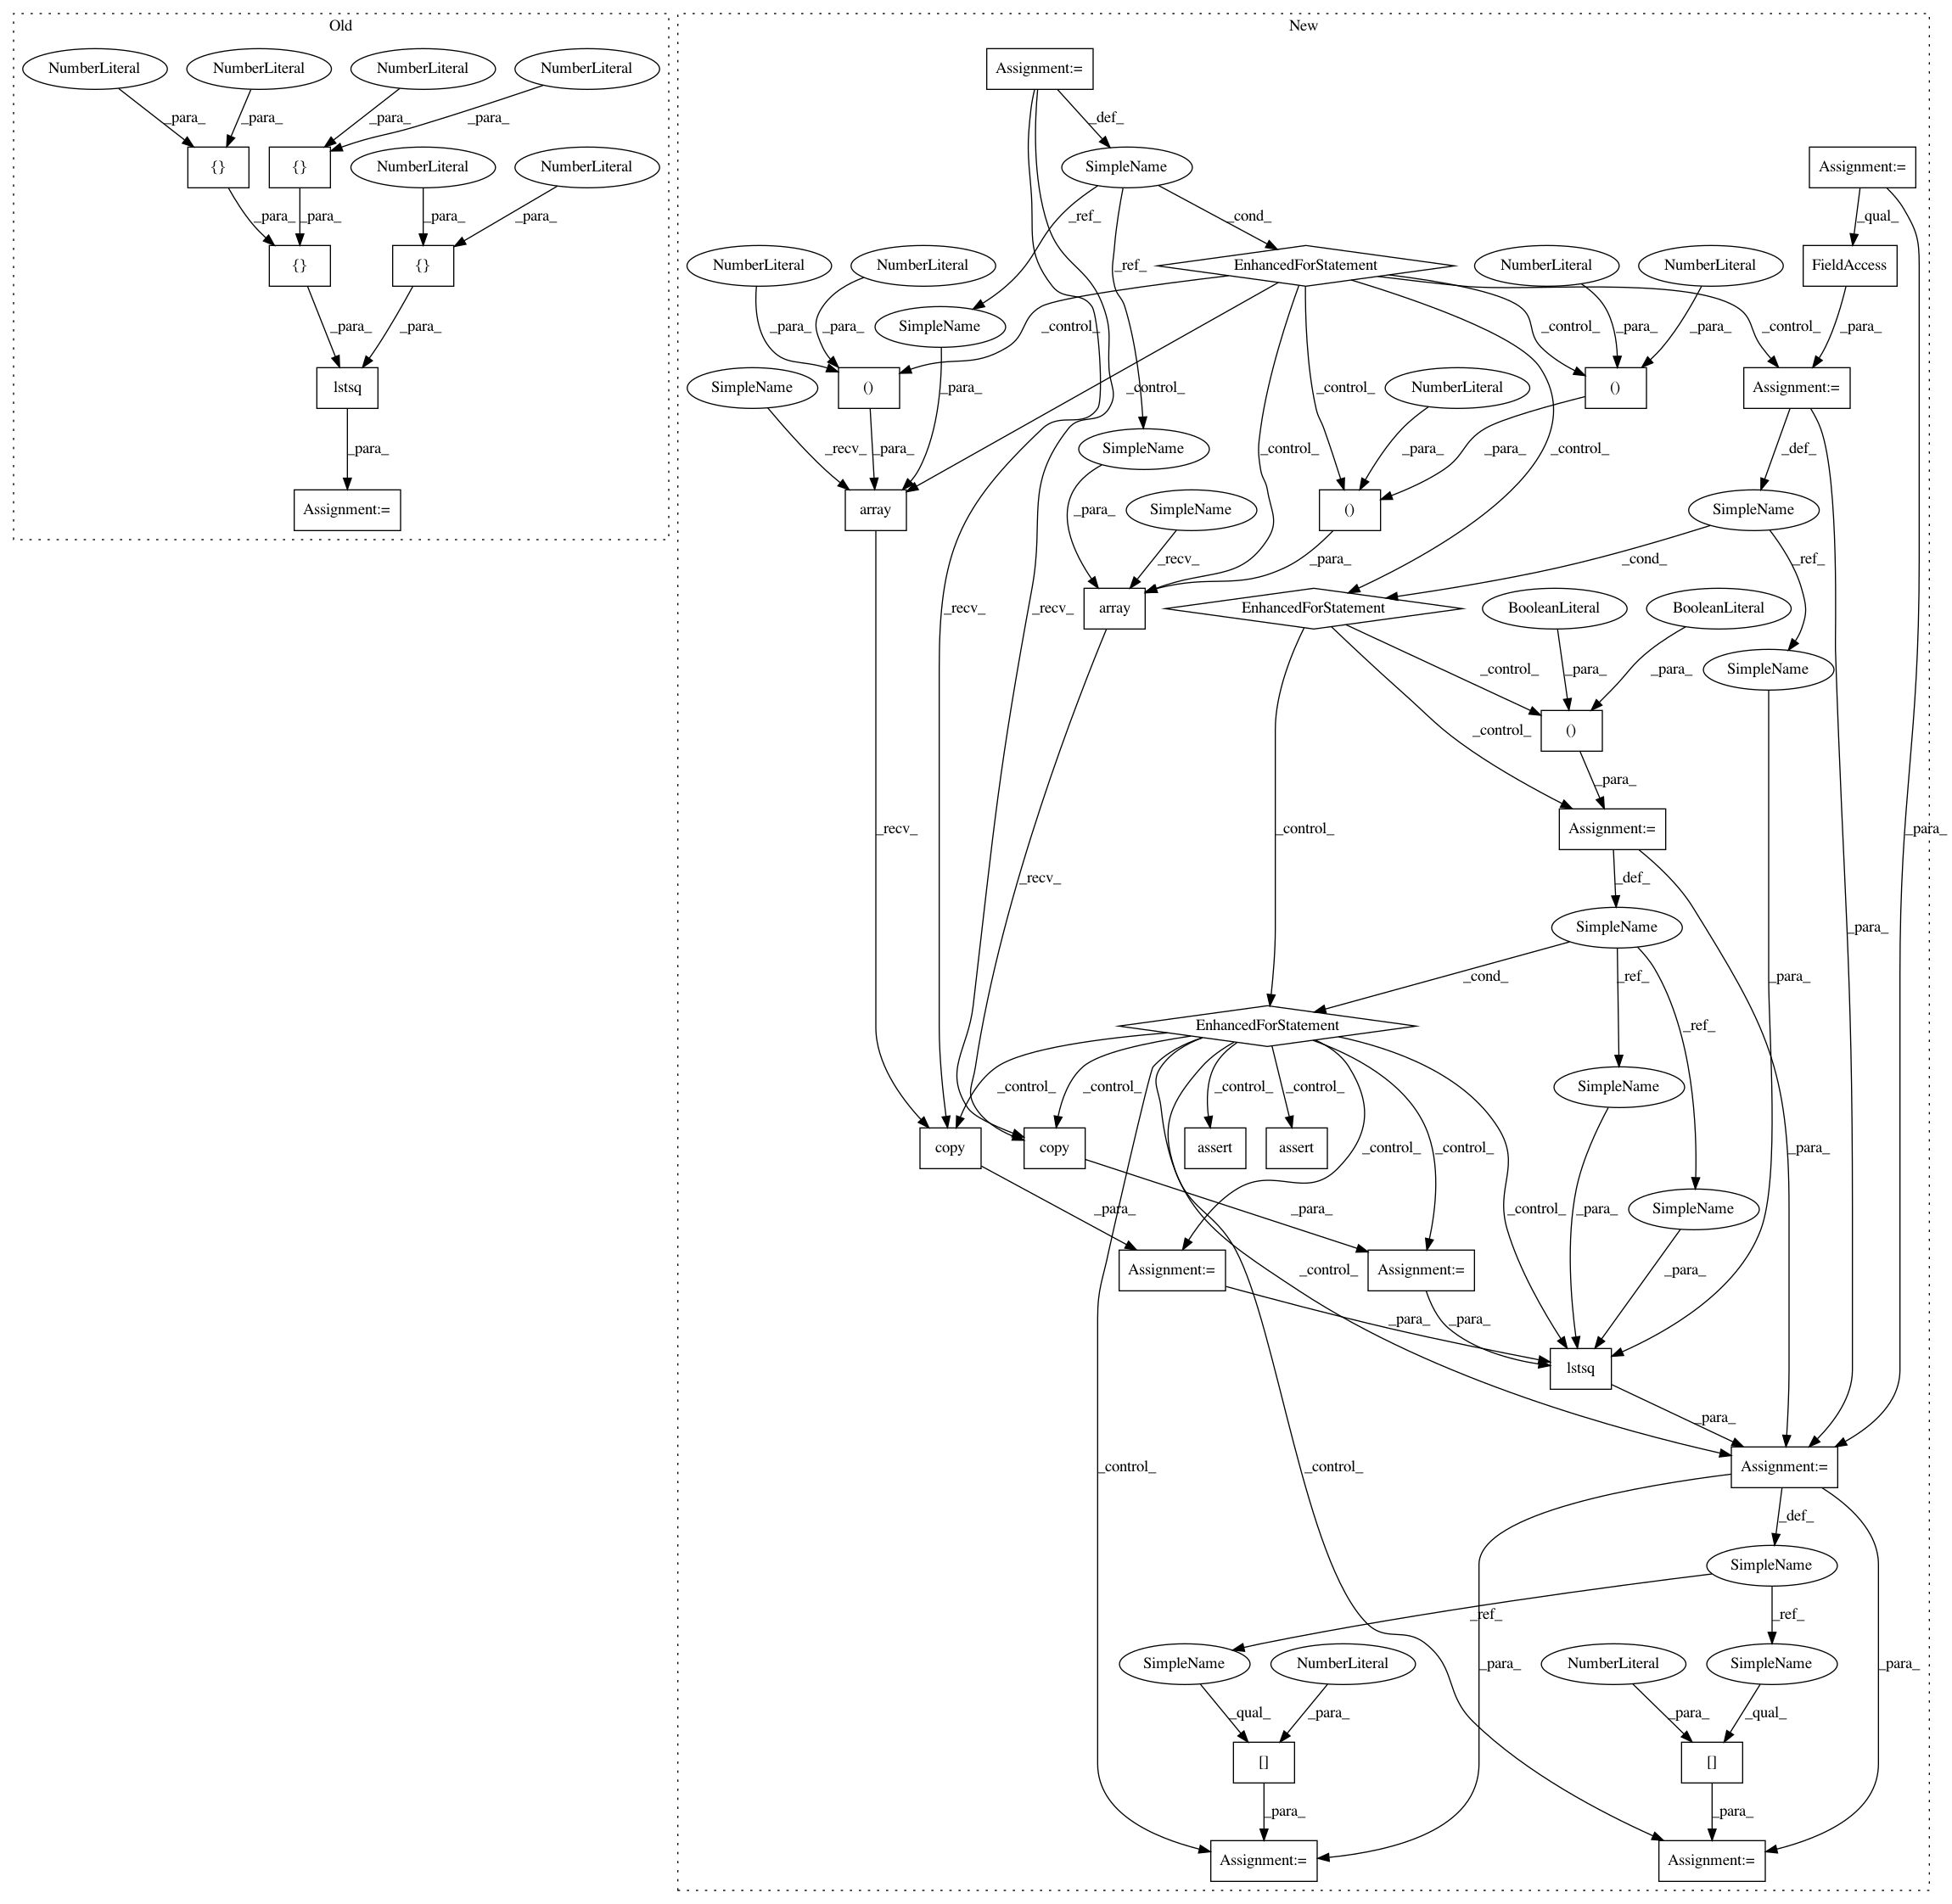 Old
New
NumberLiteral NumberLiteral NumberLiteral NumberLiteral
Assignment:=
_para_ _para_ _para_ _para_
_def_
{} {} NumberLiteral NumberLiteral
SimpleName
Assignment:=
_para_ _para_ _para_ _para_
_ref_ _cond_ _qual_
{} {}
NumberLiteral NumberLiteral _ref_ EnhancedForStatement NumberLiteral NumberLiteral FieldAccess
_para_ _para_
_para_ _para_ SimpleName _control_ _control_ _para_ _para_ _control_ _para_
lstsq
SimpleName () _para_ _control_ _control_ NumberLiteral () Assignment:=
_para_
_recv_ _para_ SimpleName _control_ _control_ _para_ _para_ _def_
Assignment:=
array _para_ SimpleName () SimpleName
_recv_ _para_ _cond_ _ref_
_recv_ _recv_ array EnhancedForStatement BooleanLiteral BooleanLiteral
SimpleName
_control_ _para_ _para_
_control_ ()
_para_
_recv_ _control_ Assignment:= _para_
_recv_ _def_
SimpleName _para_
_cond_ _ref_ _para_
EnhancedForStatement _ref_
_control_ _control_ _control_ _control_ SimpleName
copy copy assert assert _control_ _control_ _para_
_para_ _para_ _control_ _para_ SimpleName
Assignment:= Assignment:= _control_ _para_
_para_ _para_
lstsq
_para_
_control_ _control_ Assignment:=
_def_
SimpleName
_ref_ _ref_
SimpleName NumberLiteral _para_ NumberLiteral SimpleName _para_
_qual_ _para_ _para_ _qual_
[] []
_para_ _para_
Assignment:= Assignment:=